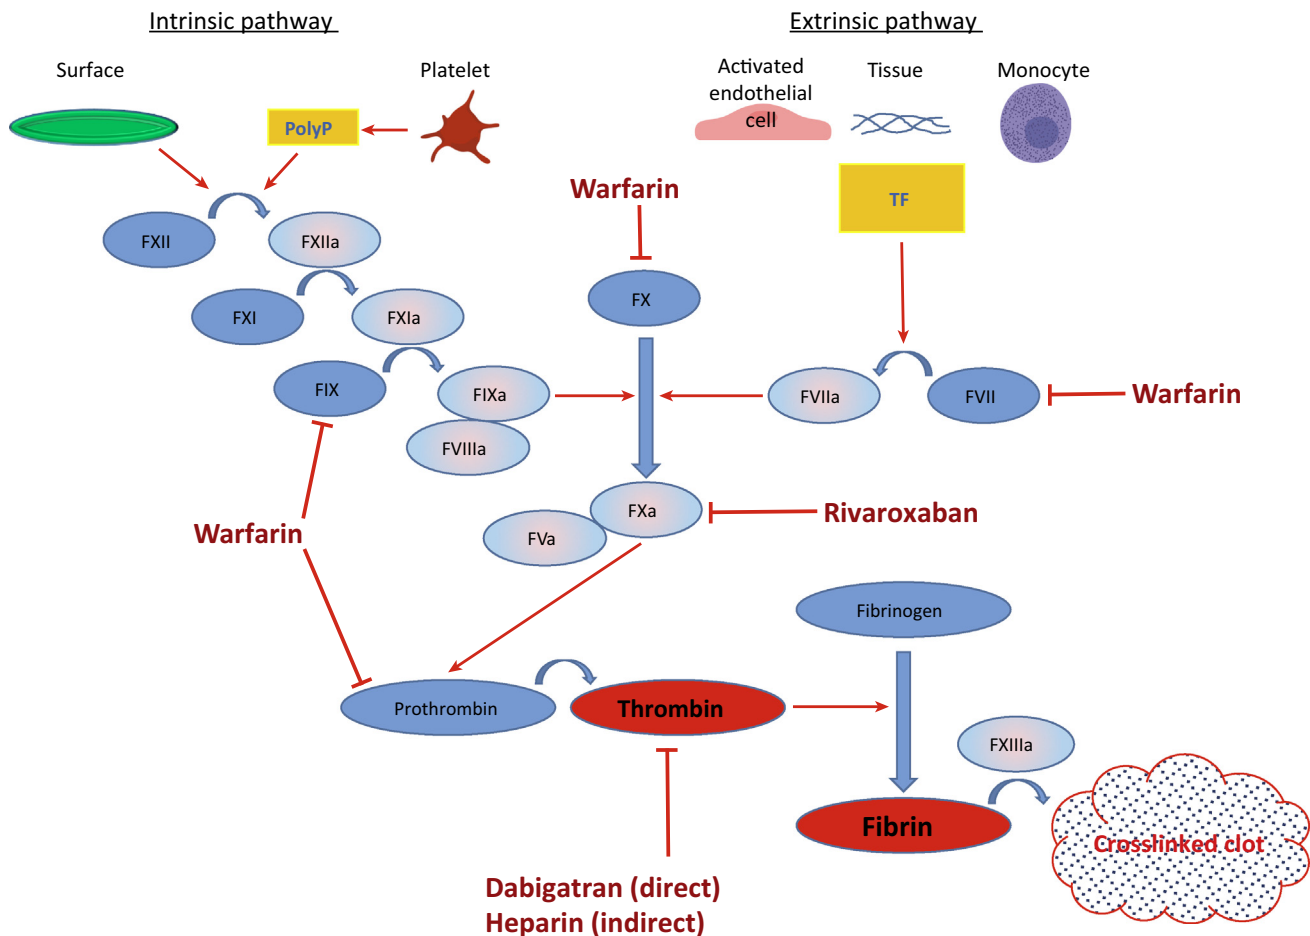 Intrinsic pathway
Extrinsic pathway
Surface
Platelet
Activated
endothelial
cell
Tissue
Monocyte
PolyP
TF
Warfarin
FXII
FXIIa
FX
FXI
FXIa
FIX
FIXa
FVIIa
FVII
Warfarin
FVIIIa
FXa
Rivaroxaban
Warfarin
FVa
Fibrinogen
Prothrombin
Thrombin
FXIIIa
Fibrin
Crosslinked clot
Dabigatran (direct)
Heparin (indirect)